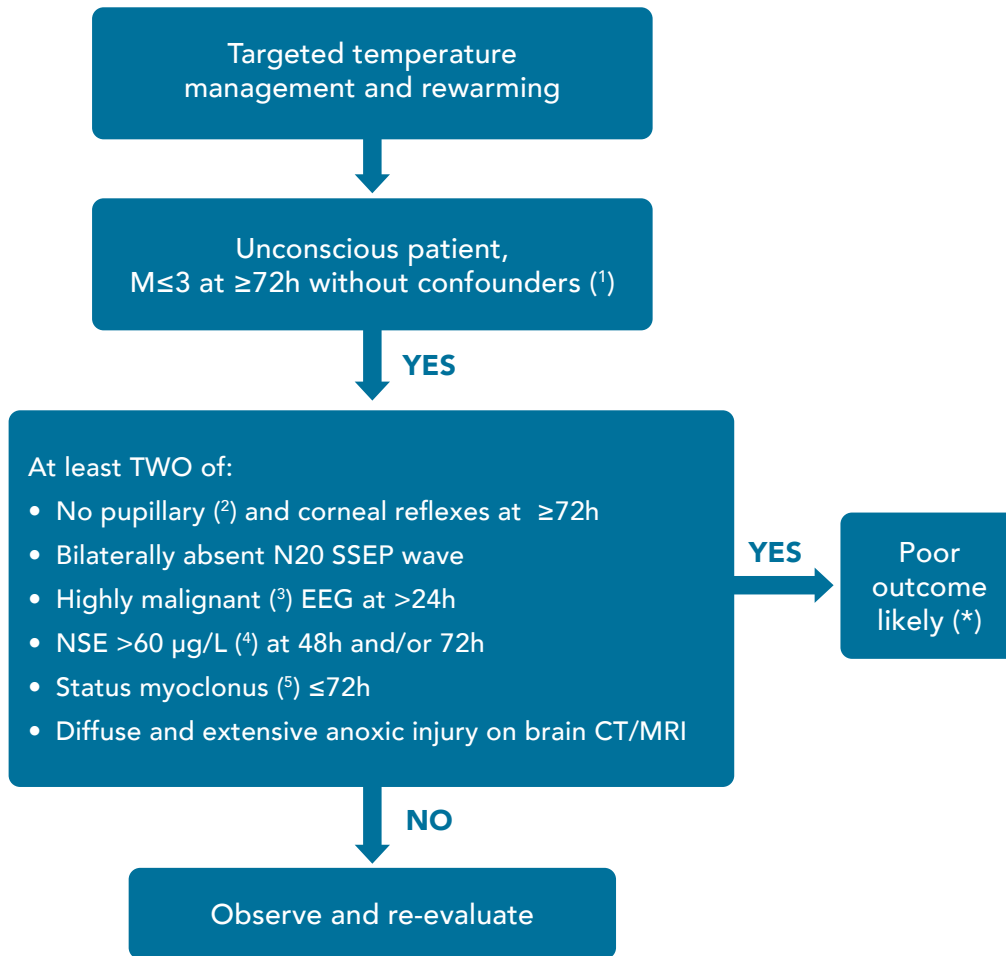 Targeted temperature
management and rewarming
Unconscious patient,
M≤3 at ≥72h without confounders (¹)
YES
At least TWO of:
• No pupillary (²) and corneal reflexes at ≥72h
• Bilaterally absent N20 SSEP wave
• Highly malignant (³) EEG at >24h
• NSE >60 µg/L (⁴) at 48h and/or 72h
• Status myoclonus (⁵) ≤72h
• Diffuse and extensive anoxic injury on brain CT/MRI
YES
Poor
outcome
likely (*)
NO
Observe and re-evaluate